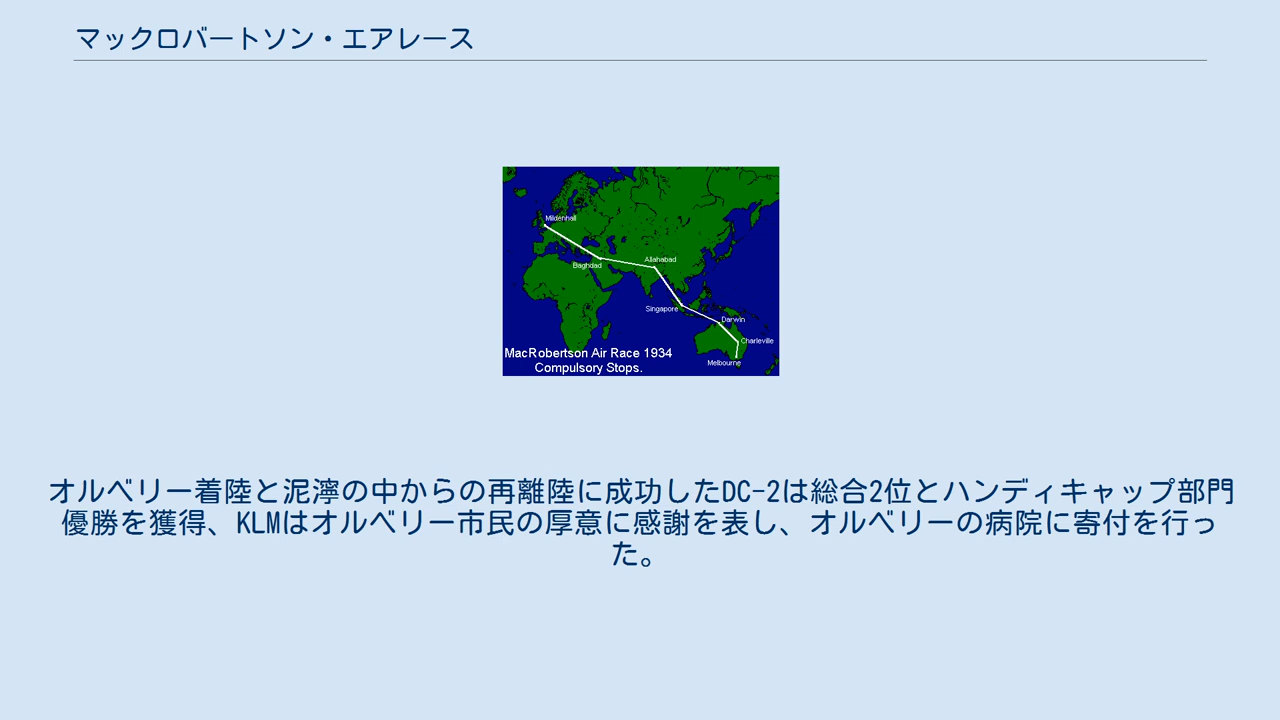 マックロバートソン・エアレース
Mildenhall
Baghdad
Allahabad
Singapore
Darwin
Charleville
Melbourne
MacRobertson Air Race 1934
Compulsory Stops.
オルベリー着陸と泥濘の中からの再離陸に成功したDC-2は総合2位とハンディキャップ部門
優勝を獲得、KLMはオルベリー市民の厚意に感謝を表し、オルベリーの病院に寄付を行っ
た。